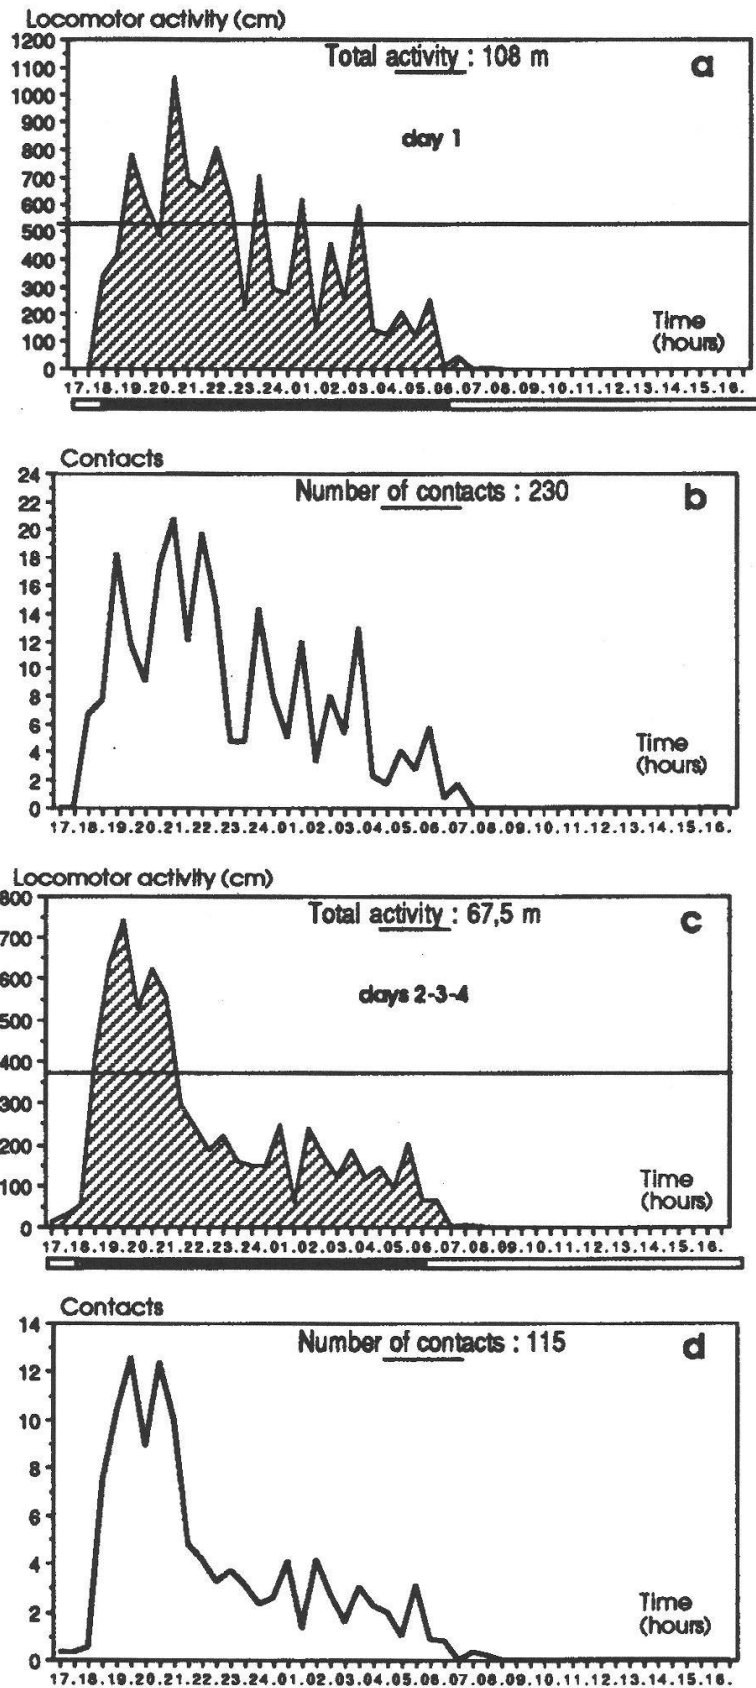 Locomotor activity (cm)
1200
Total activity : 108 m
a
1100
1000
900
day 1
800
700
600
500
400
300
Time
(hours)
200
100
0
17.18.19.20.21.22.23.24.01.02.03.04.05.06.07.08.09.10.11.12.13.14.15.16.
Contacts
24
Number of contacts : 230
b
22
20
18
16
14
12
10
8
6
Time
(hours)
4
2
0
17.18.19.20.21.22.23.24.01.02.03.04.05.06.07.08.09.10.11.12.13.14.15.16.
Locomotor activity (cm)
800
Total activity : 67,5 m
c
700
600
days 2-3-4
500
400
300
200
Time
(hours)
100
0
17.18.19.20.21.22.23.24.01.02.03.04.05.06.07.08.09.10.11.12.13.14.15.16.
Contacts
14
Number of contacts : 115
d
12
10
8
6
4
2
Time
(hours)
0
17.18.19.20.21.22.23.24.01.02.03.04.05.06.07.08.09.10.11.12.13.14.15.16.